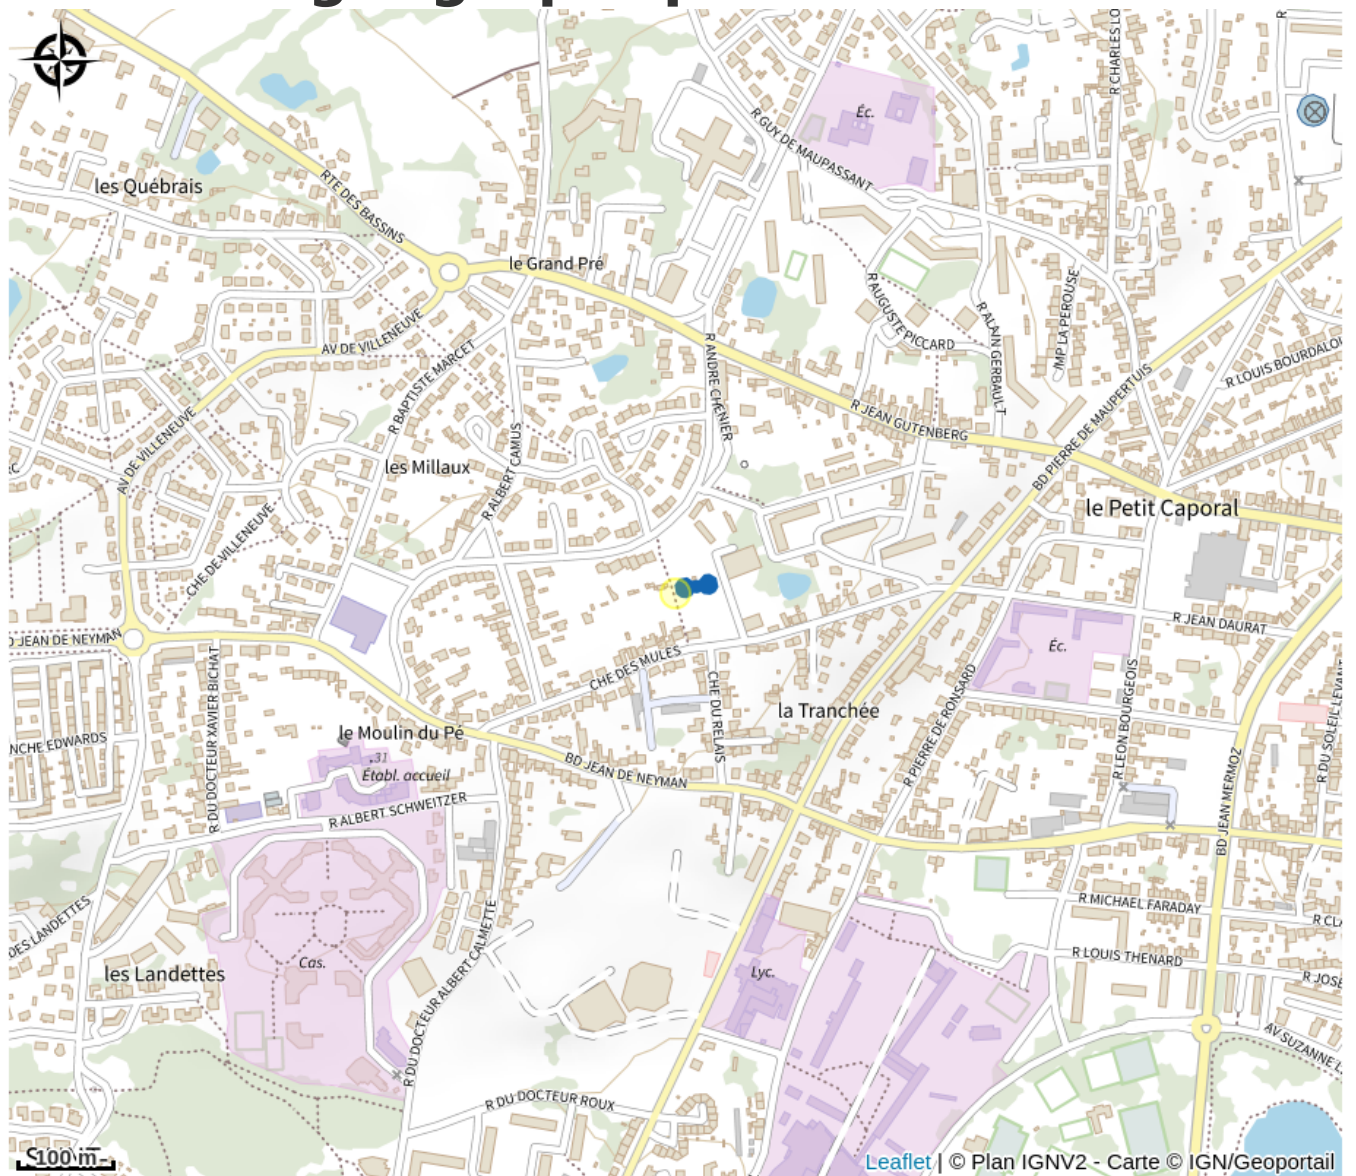 R CHARLES LO
R GUY DE MAUPASSANT
Éc.
les Québrais
RTE DES BASSINS
le Grand Pré
R AUGUSTE PICCARD
R ALAIN GERBAULT
IMP LA PEROUSE
BD PIERRE DE MAUPERTUIS
R LOUIS BOURDALOU
AV DE VILLENEUVE
R BAPTISTE MARCET
R ANDRE CHENIER
R JEAN GUTENBERG
AV DE VILLENEUVE
les Millaux
R ALBERT CAMUS
le Petit Caporal
CHE DE VILLENEUVE
R JEAN DAURAT
D JEAN DE NEYMAN
Éc.
CHE DES MULES
R DU DOCTEUR XAVIER BICHAT
CHE DU RELAIS
R PIERRE DE RONSARD
R LEON BOURGEOIS
R DU SOLEIL LEVANT
la Tranchée
le Moulin du Pé
NCHE EDWARDS
.31
Établ. accueil
BD JEAN DE NEYMAN
BD JEAN MERMOZ
R ALBERT SCHWEITZER
R MICHAEL FARADAY
R CLA
DES LANDETTES
R DU DOCTEUR ALBERT CALMETTE
R LOUIS THENARD
les Landettes
Cas.
Lyc.
R JOSE
AV SUZANNE L
R DU DOCTEUR ROUX
100 m
Leaflet | © Plan IGNV2 - Carte © IGN/Geoportail